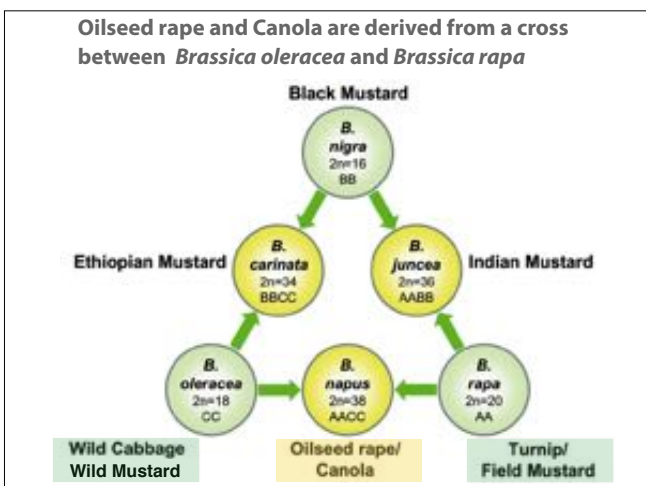 Oilseed rape and Canola are derived from a cross
between Brassica oleracea and Brassica rapa
Black Mustard
B.
nigra
2n=16
BB
Ethiopian Mustard
B.
carinata
2n=34
BBCC
B.
juncea
2n=36
AABB
Indian Mustard
B.
oleracea
2n=18
CC
B.
napus
2n=38
AACC
B.
rapa
2n=20
AA
Wild Cabbage
Wild Mustard
Oilseed rape/
Canola
Turnip/
Field Mustard